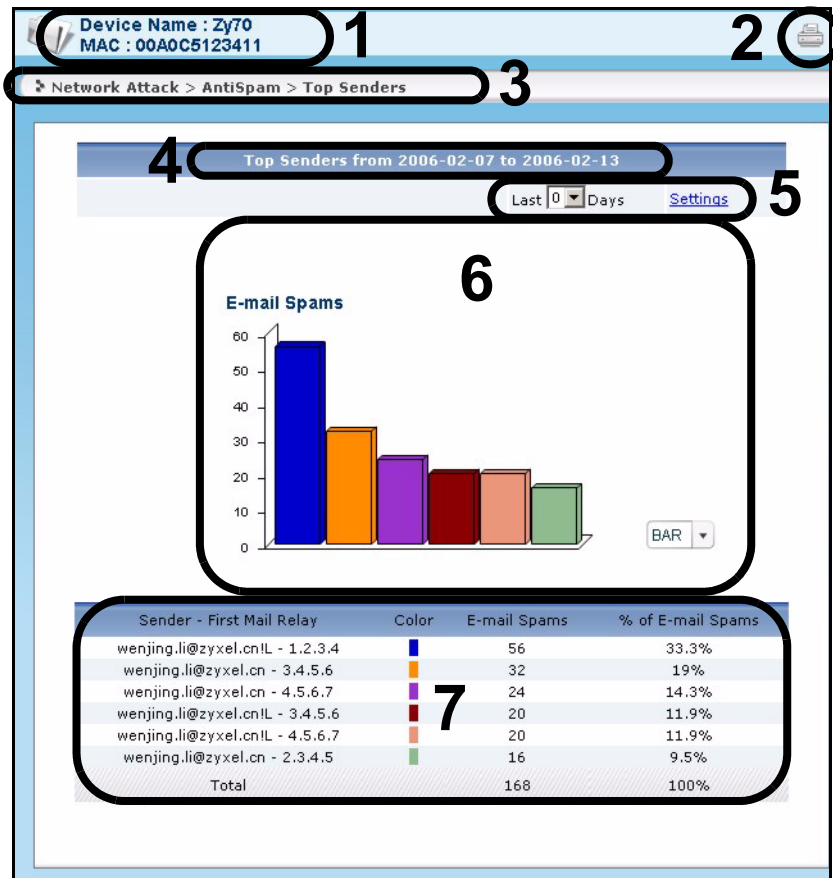 Device Name : Zy70
MAC : 00A0C5123411
1
2
Network Attack > AntiSpam > Top Senders
3
4
Top Senders from 2006-02-07 to 2006-02-13
Last 0 Days Settings
5
6
E-mail Spams
60
50
40
30
20
10
0
BAR
Sender - First Mail Relay Color E-mail Spams % of E-mail Spams
wenjing.li@zyxel.cn!L - 1.2.3.4 56 33.3%
wenjing.li@zyxel.cn - 3.4.5.6 32 19%
wenjing.li@zyxel.cn - 4.5.6.7 24 14.3%
7
wenjing.li@zyxel.cn!L - 3.4.5.6 20 11.9%
wenjing.li@zyxel.cn!L - 4.5.6.7 20 11.9%
wenjing.li@zyxel.cn - 2.3.4.5 16 9.5%
Total 168 100%